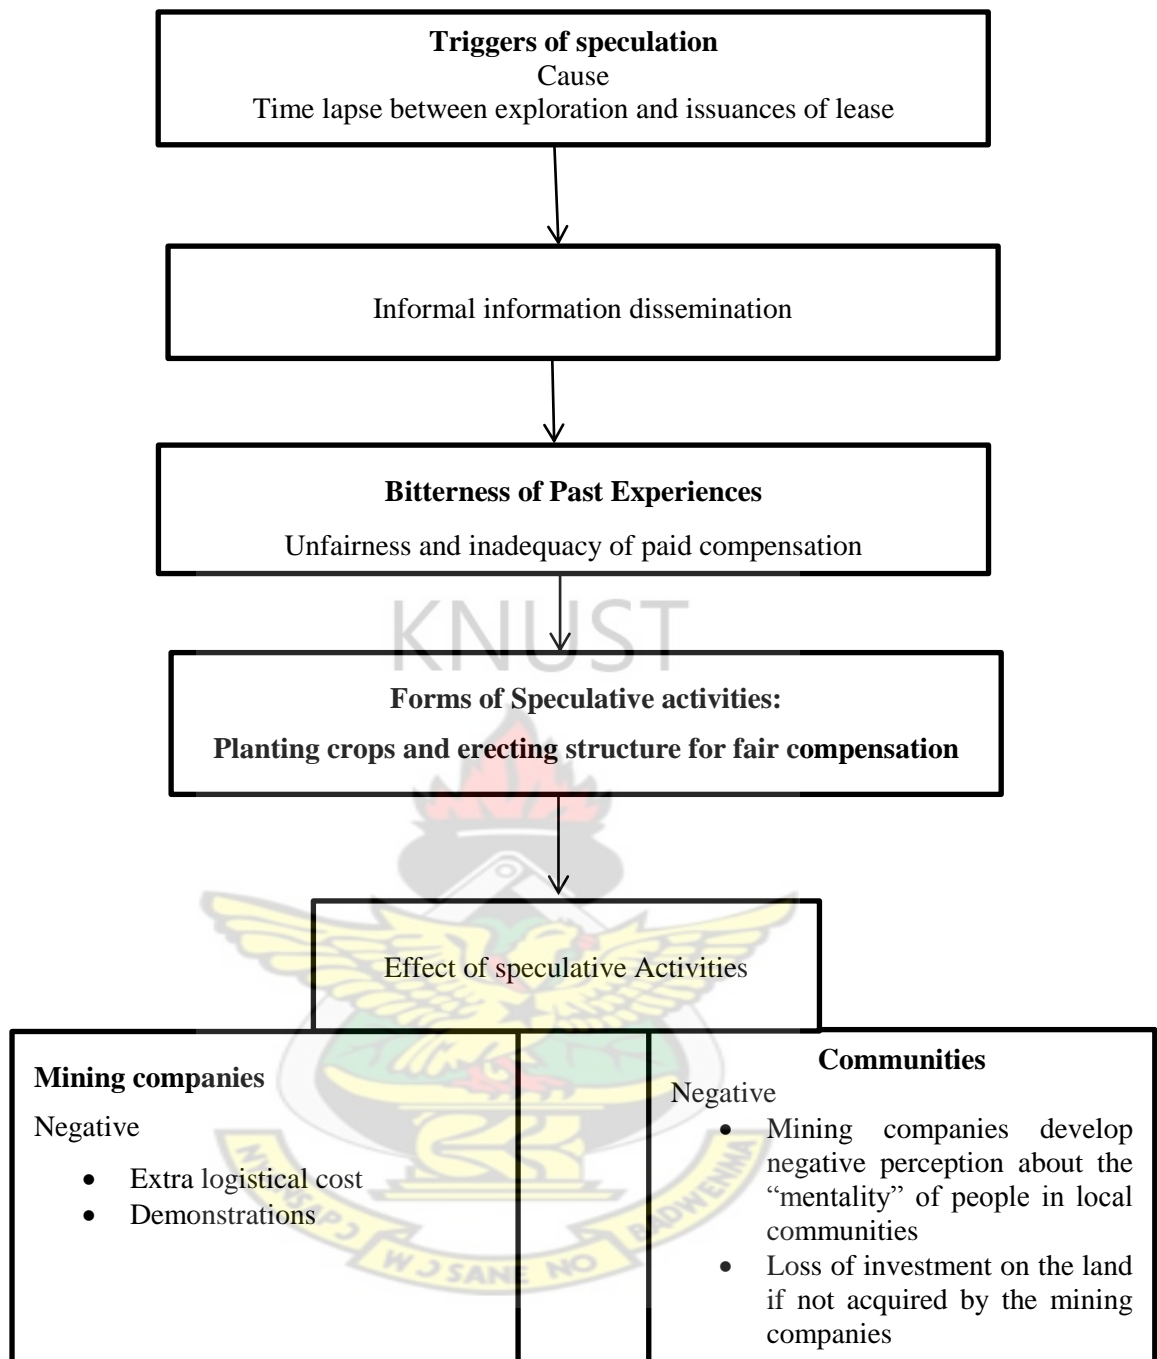 Triggers of speculation
Cause
Time lapse between exploration and issuances of lease
Informal information dissemination
Bitterness of Past Experiences
Unfairness and inadequacy of paid compensation
KNUST
Forms of Speculative activities:
Planting crops and erecting structure for fair compensation
Effect of speculative Activities
Mining companies
Negative
• Extra logistical cost
• Demonstrations
Communities
Negative
• Mining companies develop
negative perception about the
“mentality” of people in local
communities
• Loss of investment on the land
if not acquired by the mining
companies
W Ɔ SANE NO
BADWENMA